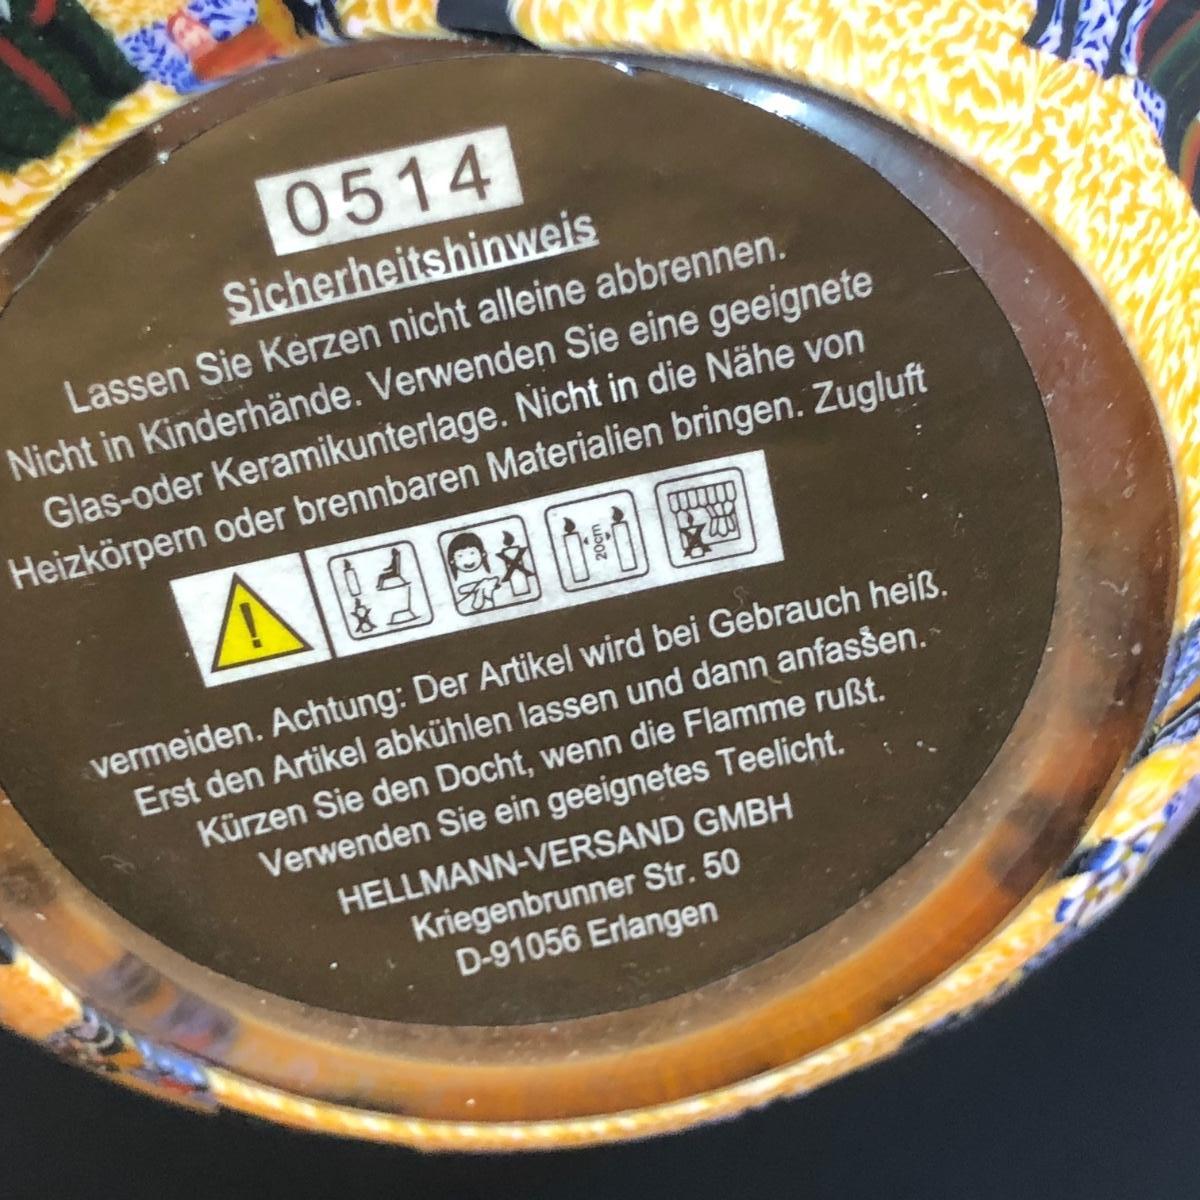 0514
Sicherheitshinweis
Lassen Sie Kerzen nicht alleine abbrennen.
Nicht in Kinderhände. Verwenden Sie eine geeignete
Glas-oder Keramikunterlage. Nicht in die Nähe von
Heizkörpern oder brennbaren Materialien bringen. Zugluft
20cm
vermeiden. Achtung: Der Artikel wird bei Gebrauch heiß.
Erst den Artikel abkühlen lassen und dann anfassen.
Kürzen Sie den Docht, wenn die Flamme rußt.
Verwenden Sie ein geeignetes Teelicht.
HELLMANN-VERSAND GMBH
Kriegenbrunner Str. 50
D-91056 Erlangen